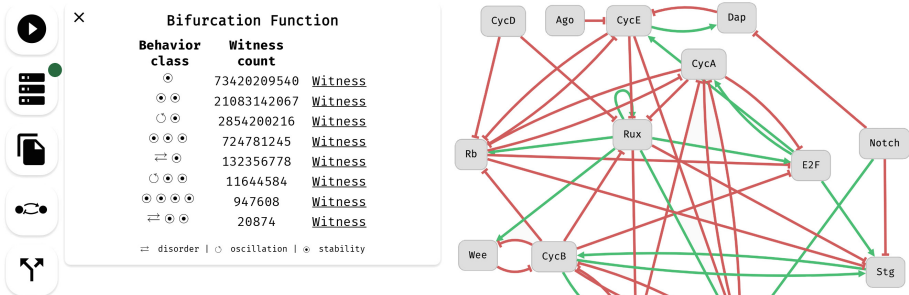 Bifurcation Function
Behavior class
Witness count
73420209540 Witness
21083142067 Witness
2854200216 Witness
724781245 Witness
132356778 Witness
11644584 Witness
947608 Witness
20874 Witness
⇄ disorder | ↺ oscillation | ◉ stability
CycD
Ago
CycE
Dap
CycA
Rux
Notch
Rb
E2F
Wee
CycB
Stg